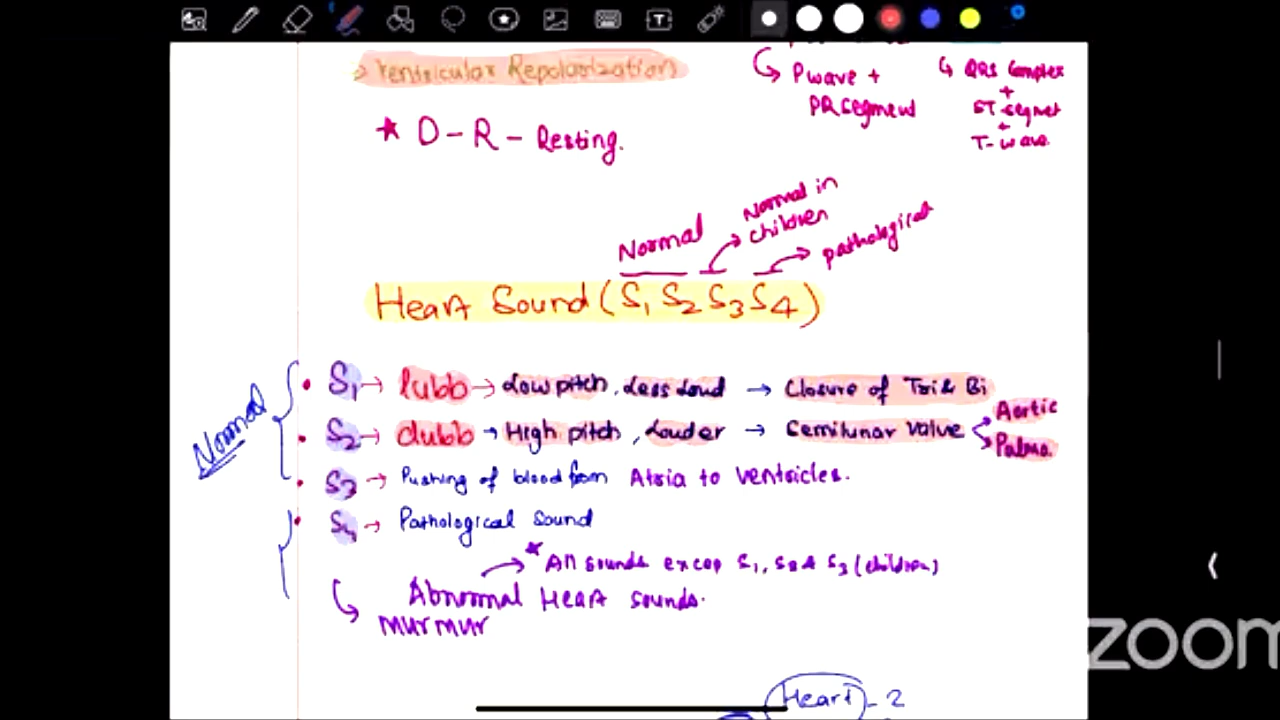 → Ventricular Repolarization
↳ P wave +
PR segment
↳ QRS Complex
+
ST-segmet
+
T-wave
★ D-R- Resting.
Normal
Normal in
children
pathological
Heart Sound (S1 S2 S3 S4)
Normal
• S1 → lubb → Low pitch, Less Loud → Closure of Tri & Bi
• S2 → dubb → High pitch, Louder → Semilunar Valve
Aortic
Palmo.
• S3 → Pushing of blood from Atria to ventricles.
• S4 → Pathological Sound
★ All sounds excep S1, S2 & S3 (children)
Abnormal Heart sounds.
↳ murmur
Heart - 2
zoom
T